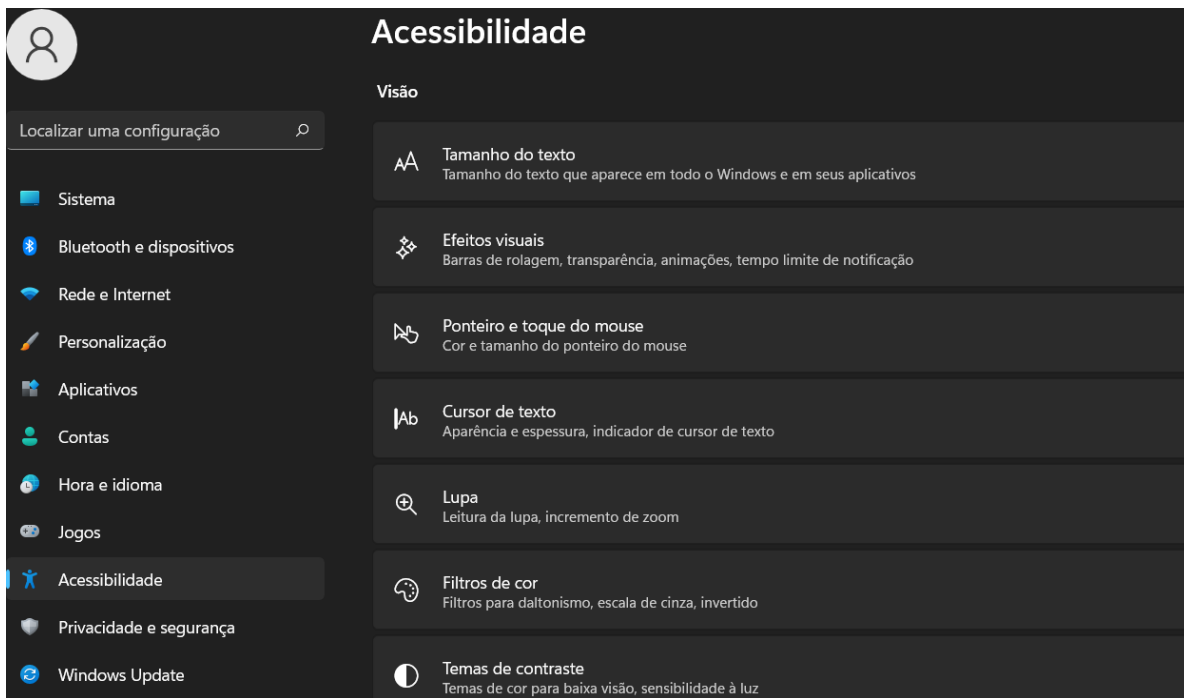 Acessibilidade
Visão
Localizar uma configuração
Sistema
Bluetooth e dispositivos
Rede e Internet
Personalização
Aplicativos
Contas
Hora e idioma
Jogos
Acessibilidade
Privacidade e segurança
Windows Update
Tamanho do texto
Tamanho do texto que aparece em todo o Windows e em seus aplicativos
Efeitos visuais
Barras de rolagem, transparência, animações, tempo limite de notificação
Ponteiro e toque do mouse
Cor e tamanho do ponteiro do mouse
Cursor de texto
Aparência e espessura, indicador de cursor de texto
Lupa
Leitura da lupa, incremento de zoom
Filtros de cor
Filtros para daltonismo, escala de cinza, invertido
Temas de contraste
Temas de cor para baixa visão, sensibilidade à luz